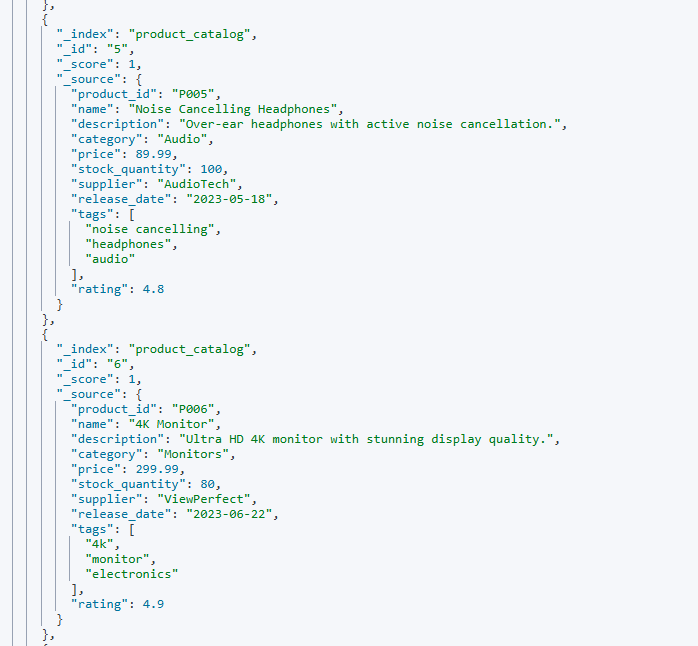 },
{
"_index": "product_catalog",
"_id": "5",
"_score": 1,
"_source": {
"product_id": "P005",
"name": "Noise Cancelling Headphones",
"description": "Over-ear headphones with active noise cancellation.",
"category": "Audio",
"price": 89.99,
"stock_quantity": 100,
"supplier": "AudioTech",
"release_date": "2023-05-18",
"tags": [
"noise cancelling",
"headphones",
"audio"
],
"rating": 4.8
}
},
{
"_index": "product_catalog",
"_id": "6",
"_score": 1,
"_source": {
"product_id": "P006",
"name": "4K Monitor",
"description": "Ultra HD 4K monitor with stunning display quality.",
"category": "Monitors",
"price": 299.99,
"stock_quantity": 80,
"supplier": "ViewPerfect",
"release_date": "2023-06-22",
"tags": [
"4k",
"monitor",
"electronics"
],
"rating": 4.9
}
},
{